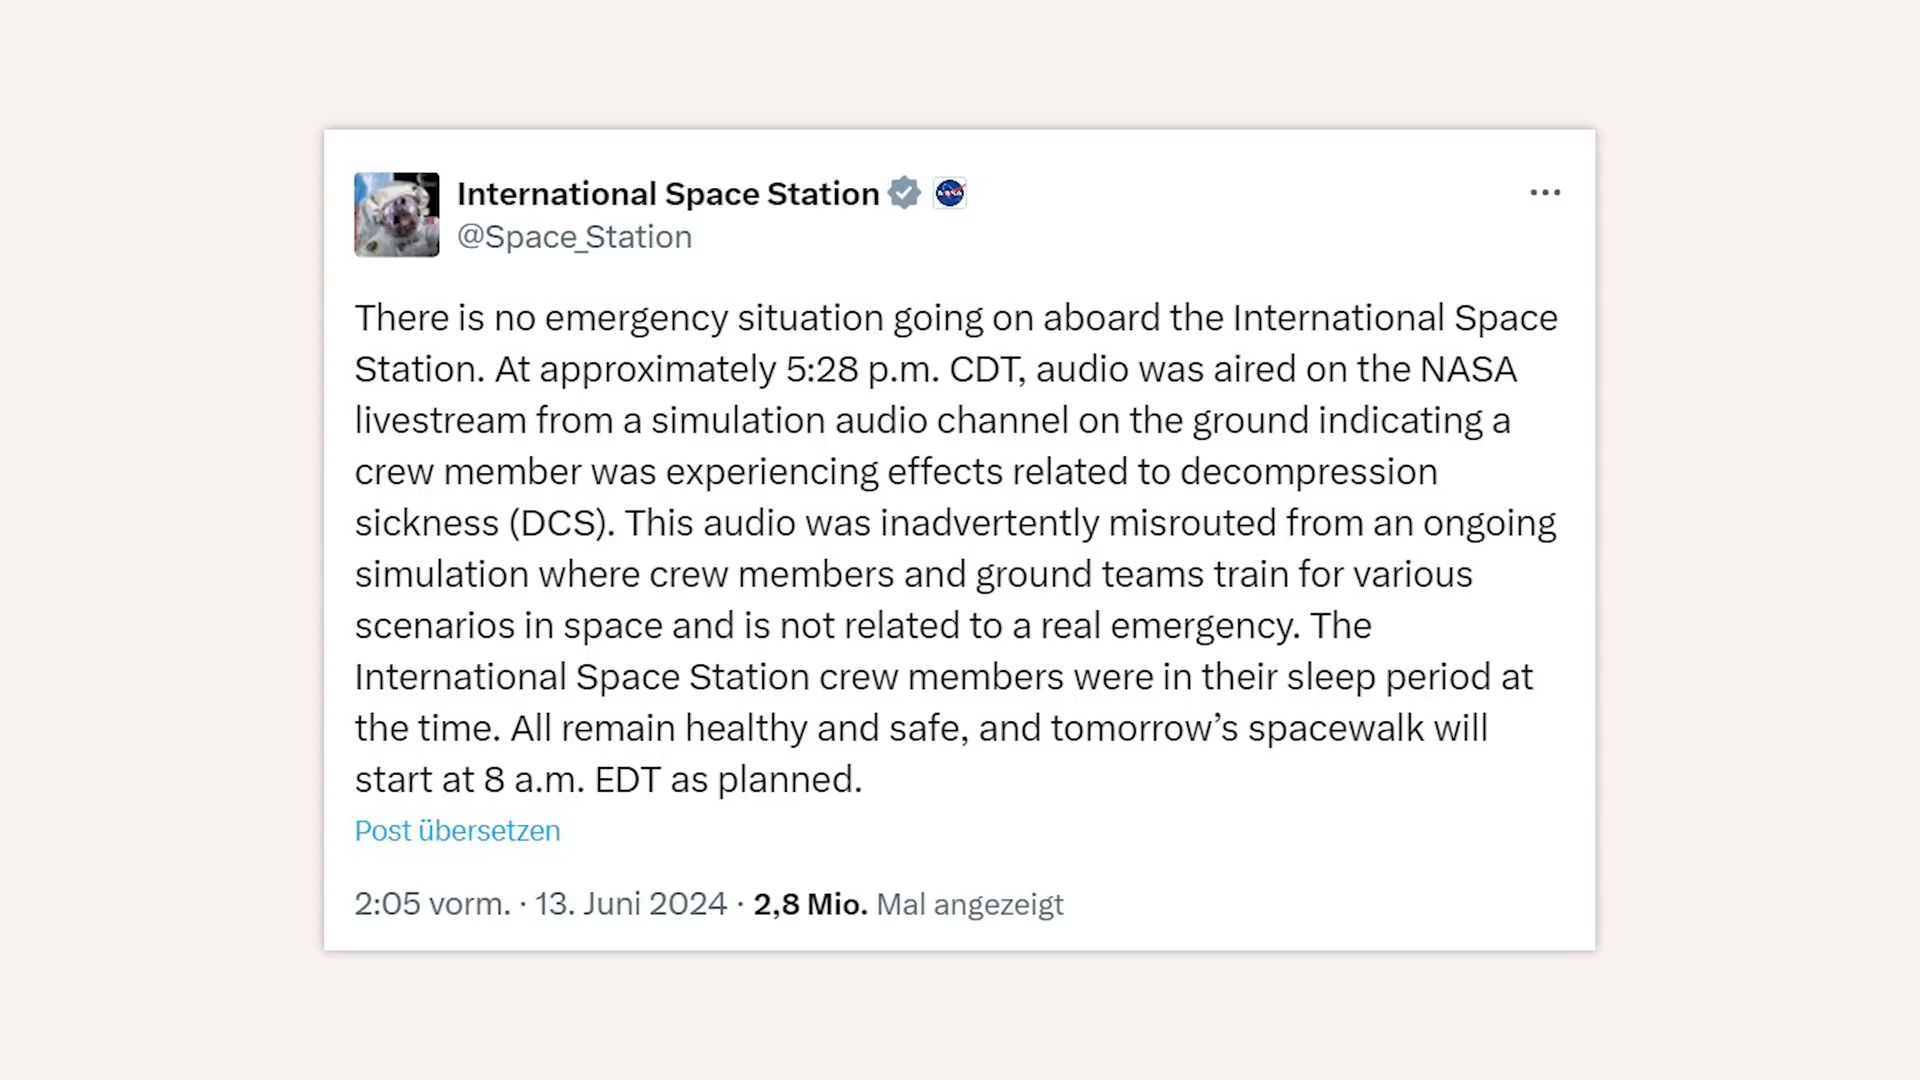 International Space Station
NASA
@Space_Station
There is no emergency situation going on aboard the International Space
Station. At approximately 5:28 p.m. CDT, audio was aired on the NASA
livestream from a simulation audio channel on the ground indicating a
crew member was experiencing effects related to decompression
sickness (DCS). This audio was inadvertently misrouted from an ongoing
simulation where crew members and ground teams train for various
scenarios in space and is not related to a real emergency. The
International Space Station crew members were in their sleep period at
the time. All remain healthy and safe, and tomorrow’s spacewalk will
start at 8 a.m. EDT as planned.
Post übersetzen
2:05 vorm. · 13. Juni 2024 · 2,8 Mio. Mal angezeigt